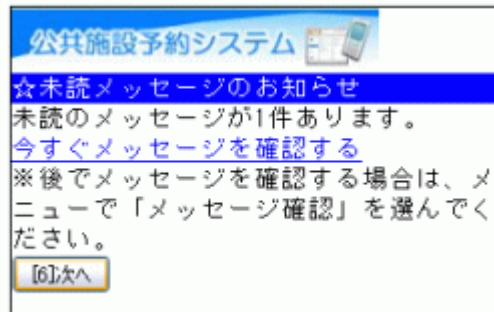 公共施設予約システム
☆未読メッセージのお知らせ
未読のメッセージが1件あります。
今すぐメッセージを確認する
※後でメッセージを確認する場合は、メ
ニューで「メッセージ確認」を選んでく
ださい。
[6]次へ